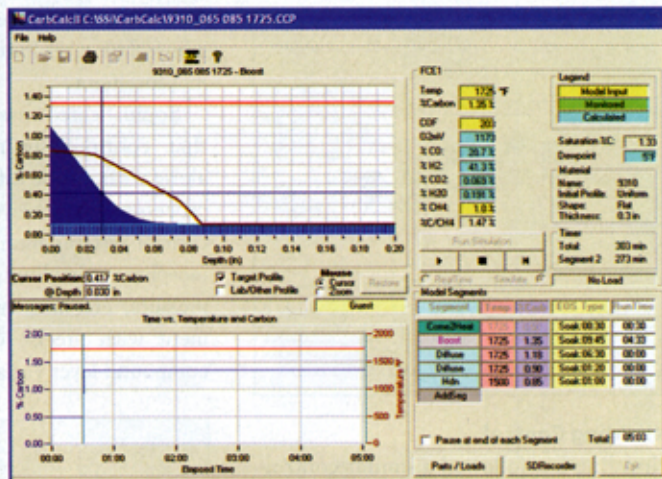 CarbCalcII C:\SSi\CarbCalc\9310_065 085 1725.CCP
File Help
9310_065 085 1725 - Boost
% Carbon
1.40
1.20
1.00
0.80
0.60
0.40
0.20
0.00
0.00 0.02 0.04 0.06 0.08 0.10 0.12 0.14 0.16 0.18 0.20
Depth (in)
Cursor Position: 0.417 %Carbon
@ Depth 0.030 in
Target Profile
Lab/Other Profile
Mouse
Cursor
Zoom
Restore
Messages: Paused.
Guest
Time vs. Temperature and Carbon
% Carbon
2.00
1.50
1.00
0.50
0.00
2000
1500
1000
500
0
Temperature °F
00:00 01:00 02:00 03:00 04:00 05:00
Elapsed Time
FCE1
Temp 1725 °F
%Carbon 1.35%
COF 203
O2mV 1173
% CO: 20.7%
% H2: 41.3%
% CO2: 0.069%
% H2O 0.191%
% CH4: 1.0%
%C/CH4 1.47%
Run Simulation
RealSync Simulate
Legend
Model Input
Monitored
Calculated
Saturation %C: 1.33
Dewpoint 5.1
Material
Name: 9310
Initial Profile: Uniform
Shape: Flat
Thickness: 0.3 in
Timer
Total: 303 min
Segment 2 273 min
No Load
Model Segments
Segment Temp %Carb EOS Type RunTime
Come2Heat Soak:00:30 00:30
Boost 1725 1.35 Soak:09:45 04:33
Diffuse 1725 1.18 Soak:06:30 00:00
Diffuse 1725 0.90 Soak:01:20 00:00
Hdn 1500 0.85 Soak:01:00 00:00
AddSeg
Pause at end of each Segment
Total: 05:03
Parts / Loads SDRecorder Exit